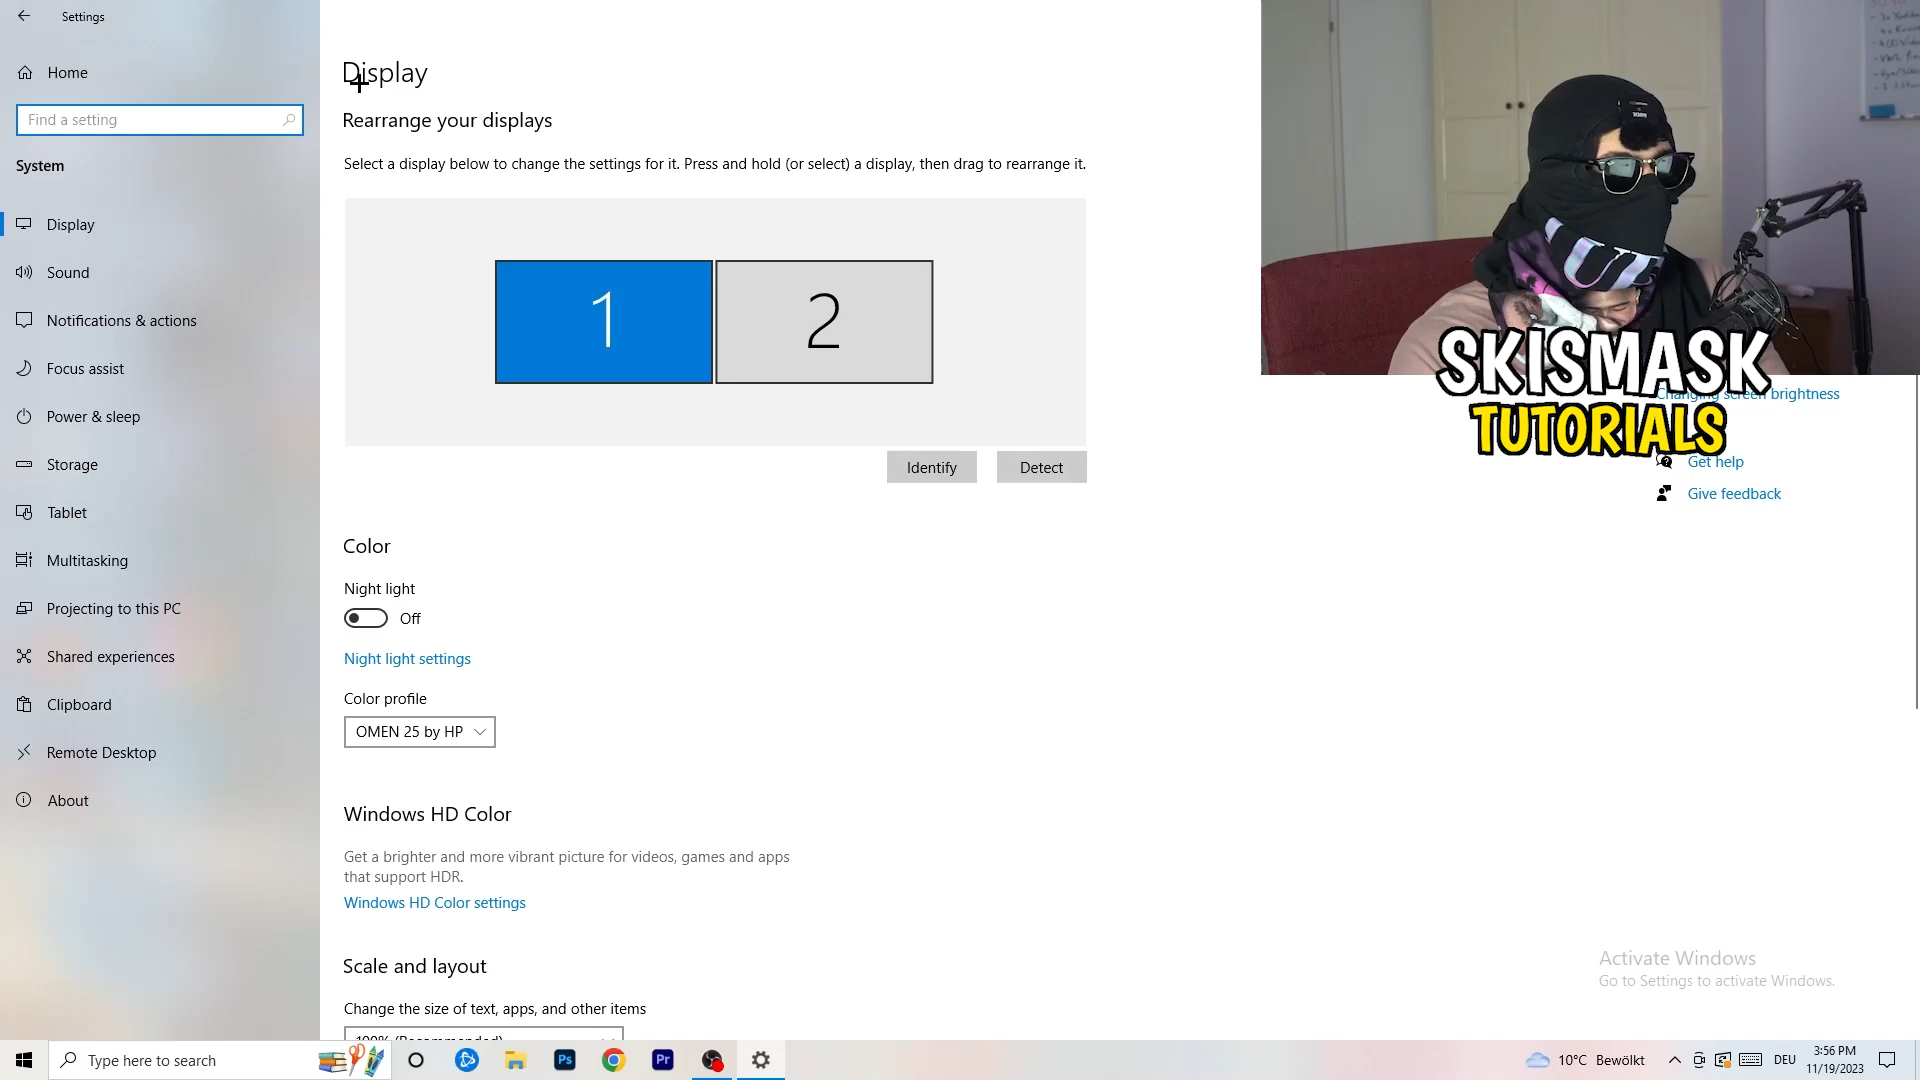 Settings
Home
Find a setting
System
Display
Sound
Notifications & actions
Focus assist
Power & sleep
Storage
Tablet
Multitasking
Projecting to this PC
Shared experiences
Clipboard
Remote Desktop
About
Display
Rearrange your displays
Select a display below to change the settings for it. Press and hold (or select) a display, then drag to rearrange it.
1
2
Identify
Detect
Color
Night light
Off
Night light settings
Color profile
OMEN 25 by HP
Windows HD Color
Get a brighter and more vibrant picture for videos, games and apps
that support HDR.
Windows HD Color settings
Scale and layout
Change the size of text, apps, and other items
100% (Recommended)
SKISMASK
TUTORIALS
Changing screen brightness
Get help
Give feedback
Activate Windows
Go to Settings to activate Windows.
Type here to search
Ps
Pr
10°C Bewölkt
DEU
3:56 PM
11/19/2023